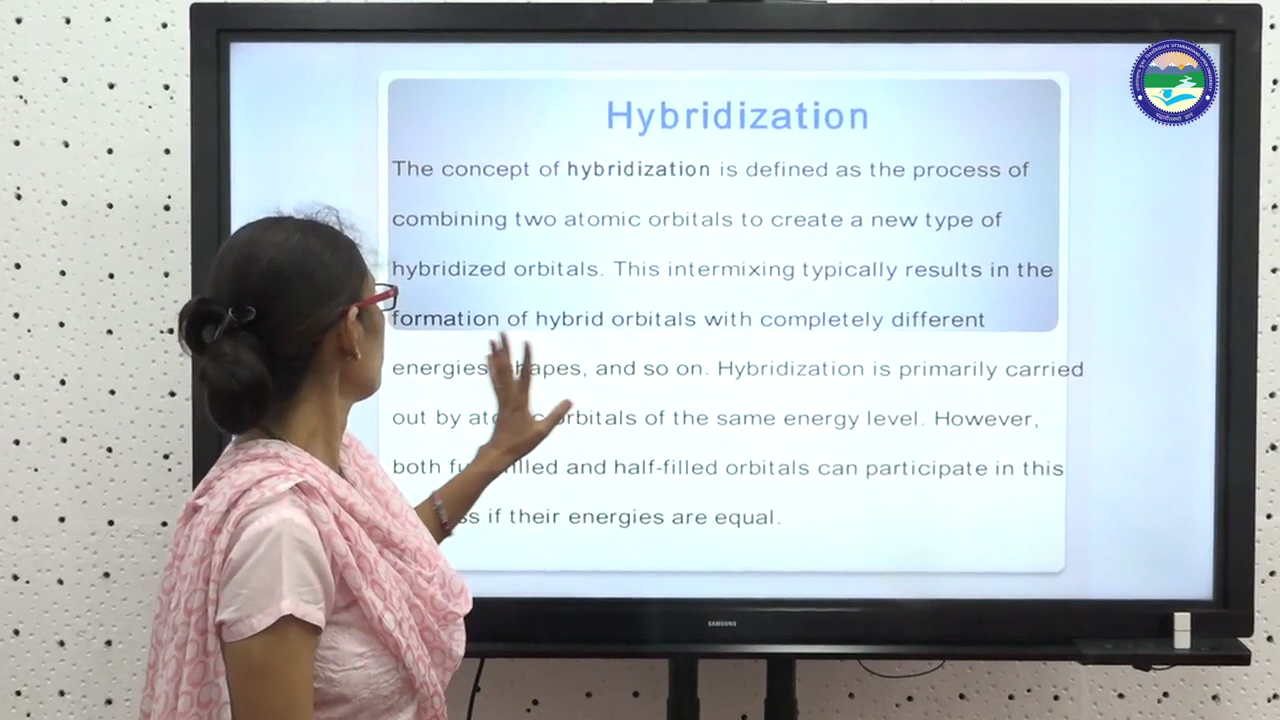 Hybridization
The concept of hybridization is defined as the process of
combining two atomic orbitals to create a new type of
hybridized orbitals. This intermixing typically results in the
formation of hybrid orbitals with completely different
energies, shapes, and so on. Hybridization is primarily carried
out by atomic orbitals of the same energy level. However,
both filled and half-filled orbitals can participate in this
if their energies are equal.
SAMSUNG